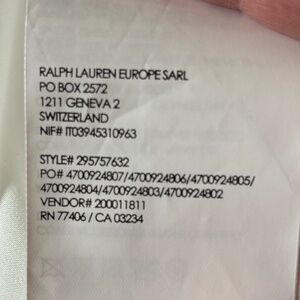 RALPH LAUREN EUROPE SARL
PO BOX 2572
1211 GENEVA 2
SWITZERLAND
NIF# IT03945310963
STYLE# 295757632
PO# 4700924807/4700924806/4700924805/
4700924804/4700924803/4700924802
VENDOR# 200011811
RN 77406 / CA 03234